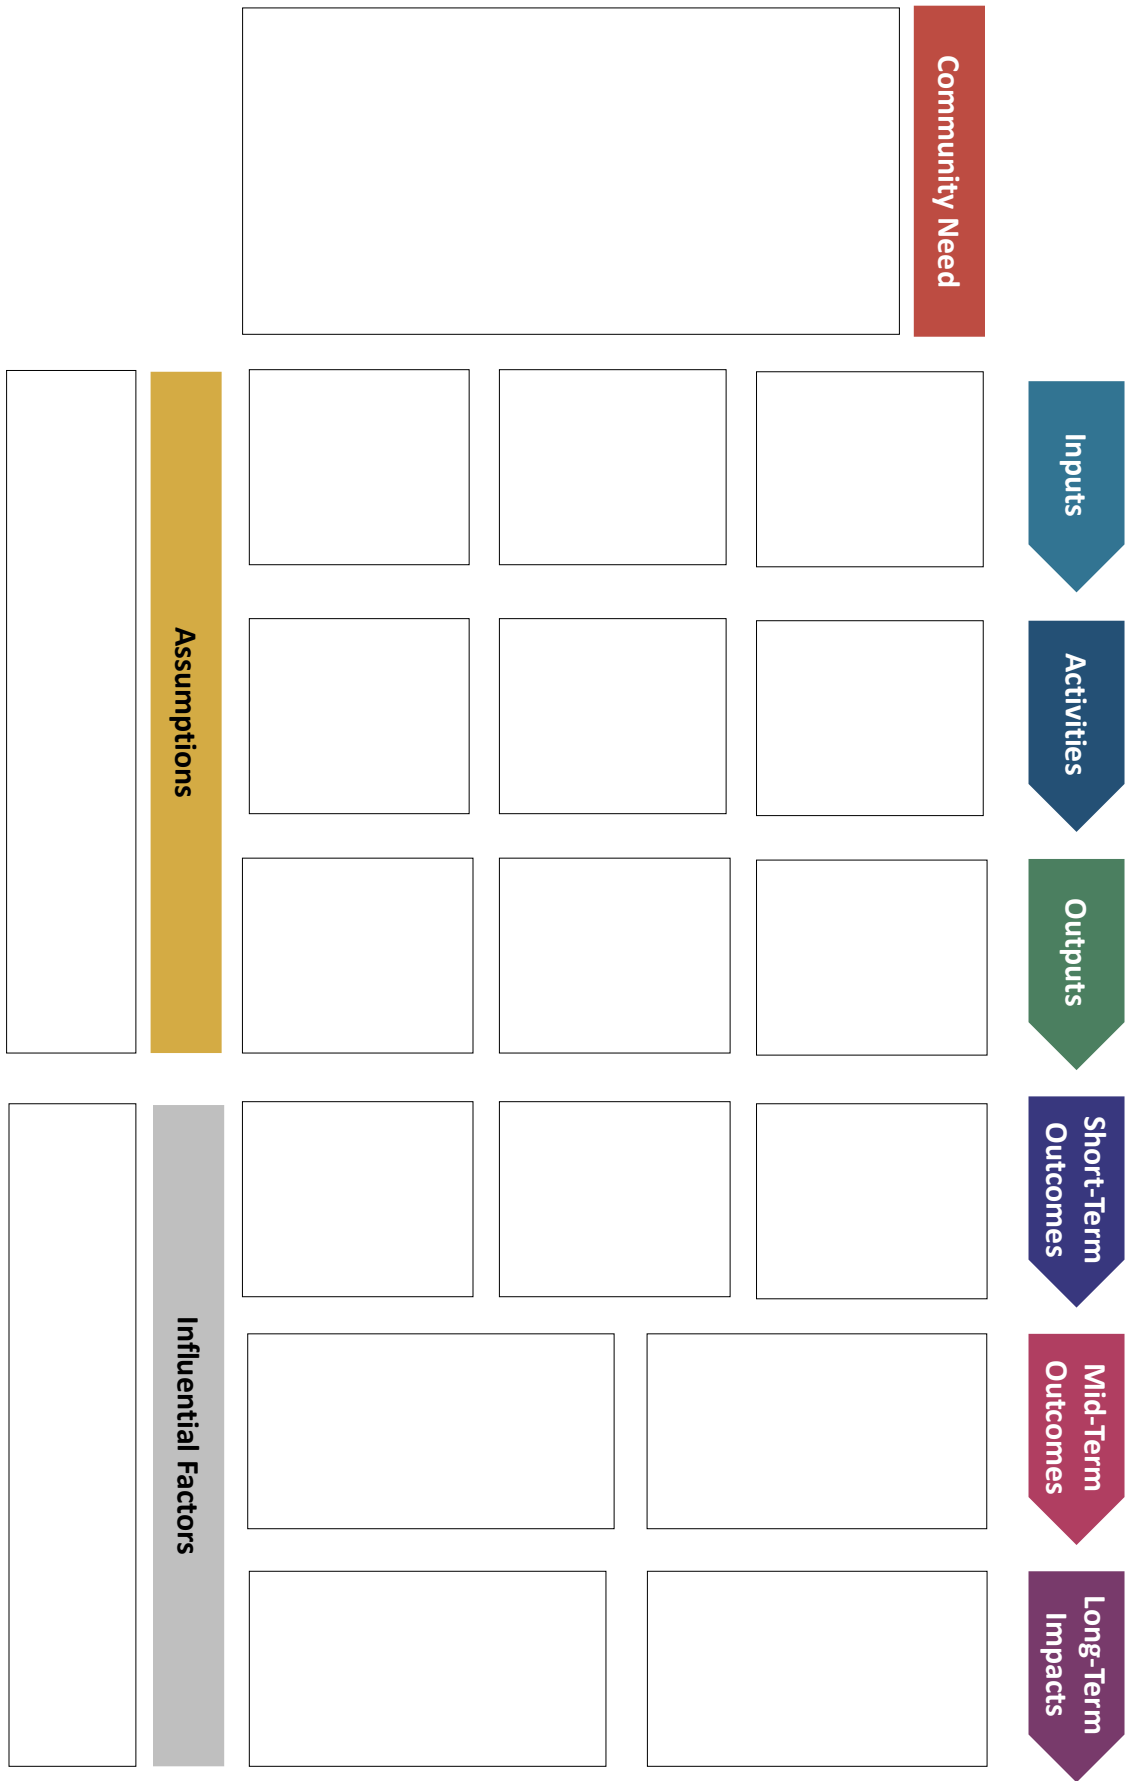 Community Need
Inputs
Activities
Outputs
Short-Term
Outcomes
Mid-Term
Outcomes
Long-Term
Impacts
Assumptions
Influential Factors